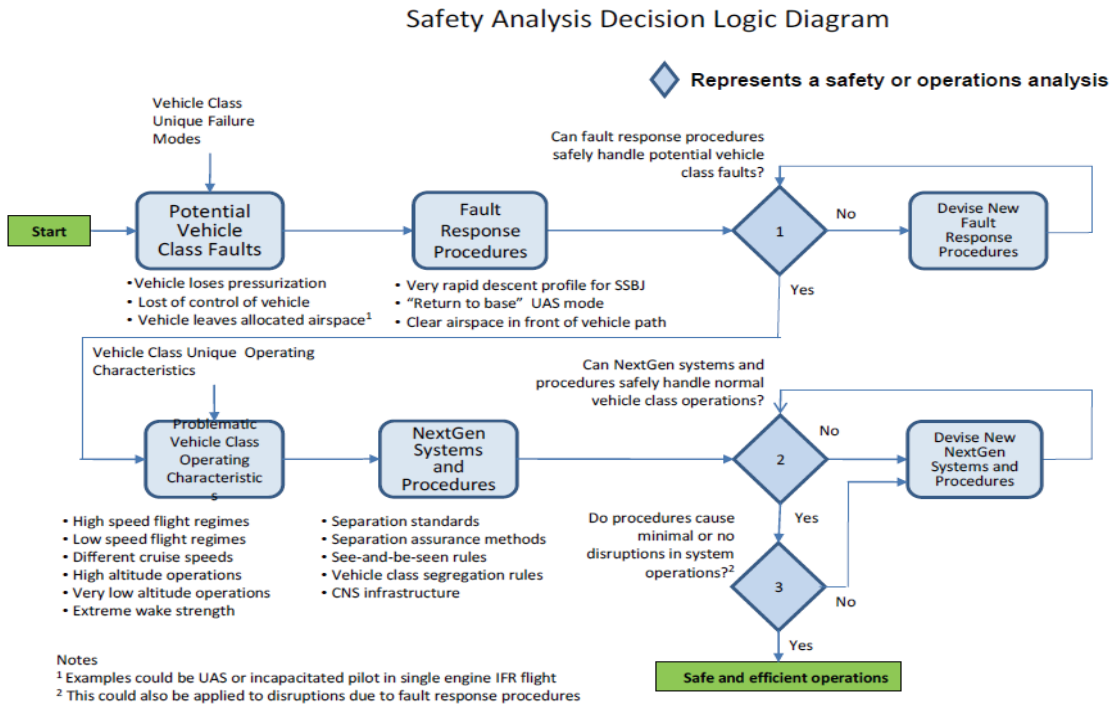 Safety Analysis Decision Logic Diagram
Represents a safety or operations analysis
Vehicle Class
Unique Failure
Modes
Can fault response procedures
safely handle potential vehicle
class faults?
Start
Potential
Vehicle
Class Faults
Fault
Response
Procedures
1
No
Devise New
Fault
Response
Procedures
Yes
•Vehicle loses pressurization
• Lost of control of vehicle
• Vehicle leaves allocated airspace¹
• Very rapid descent profile for SSBJ
• “Return to base” UAS mode
• Clear airspace in front of vehicle path
Vehicle Class Unique Operating
Characteristics
Can NextGen systems and
procedures safely handle normal
vehicle class operations?
Problematic
Vehicle Class
Operating
Characteristic
s
NextGen
Systems
and
Procedures
2
No
Devise New
NextGen
Systems and
Procedures
Yes
• High speed flight regimes
• Low speed flight regimes
• Different cruise speeds
• High altitude operations
• Very low altitude operations
• Extreme wake strength
• Separation standards
• Separation assurance methods
• See-and-be-seen rules
• Vehicle class segregation rules
• CNS infrastructure
Do procedures cause
minimal or no
disruptions in system
operations?²
3
No
Yes
Safe and efficient operations
Notes
¹ Examples could be UAS or incapacitated pilot in single engine IFR flight
² This could also be applied to disruptions due to fault response procedures